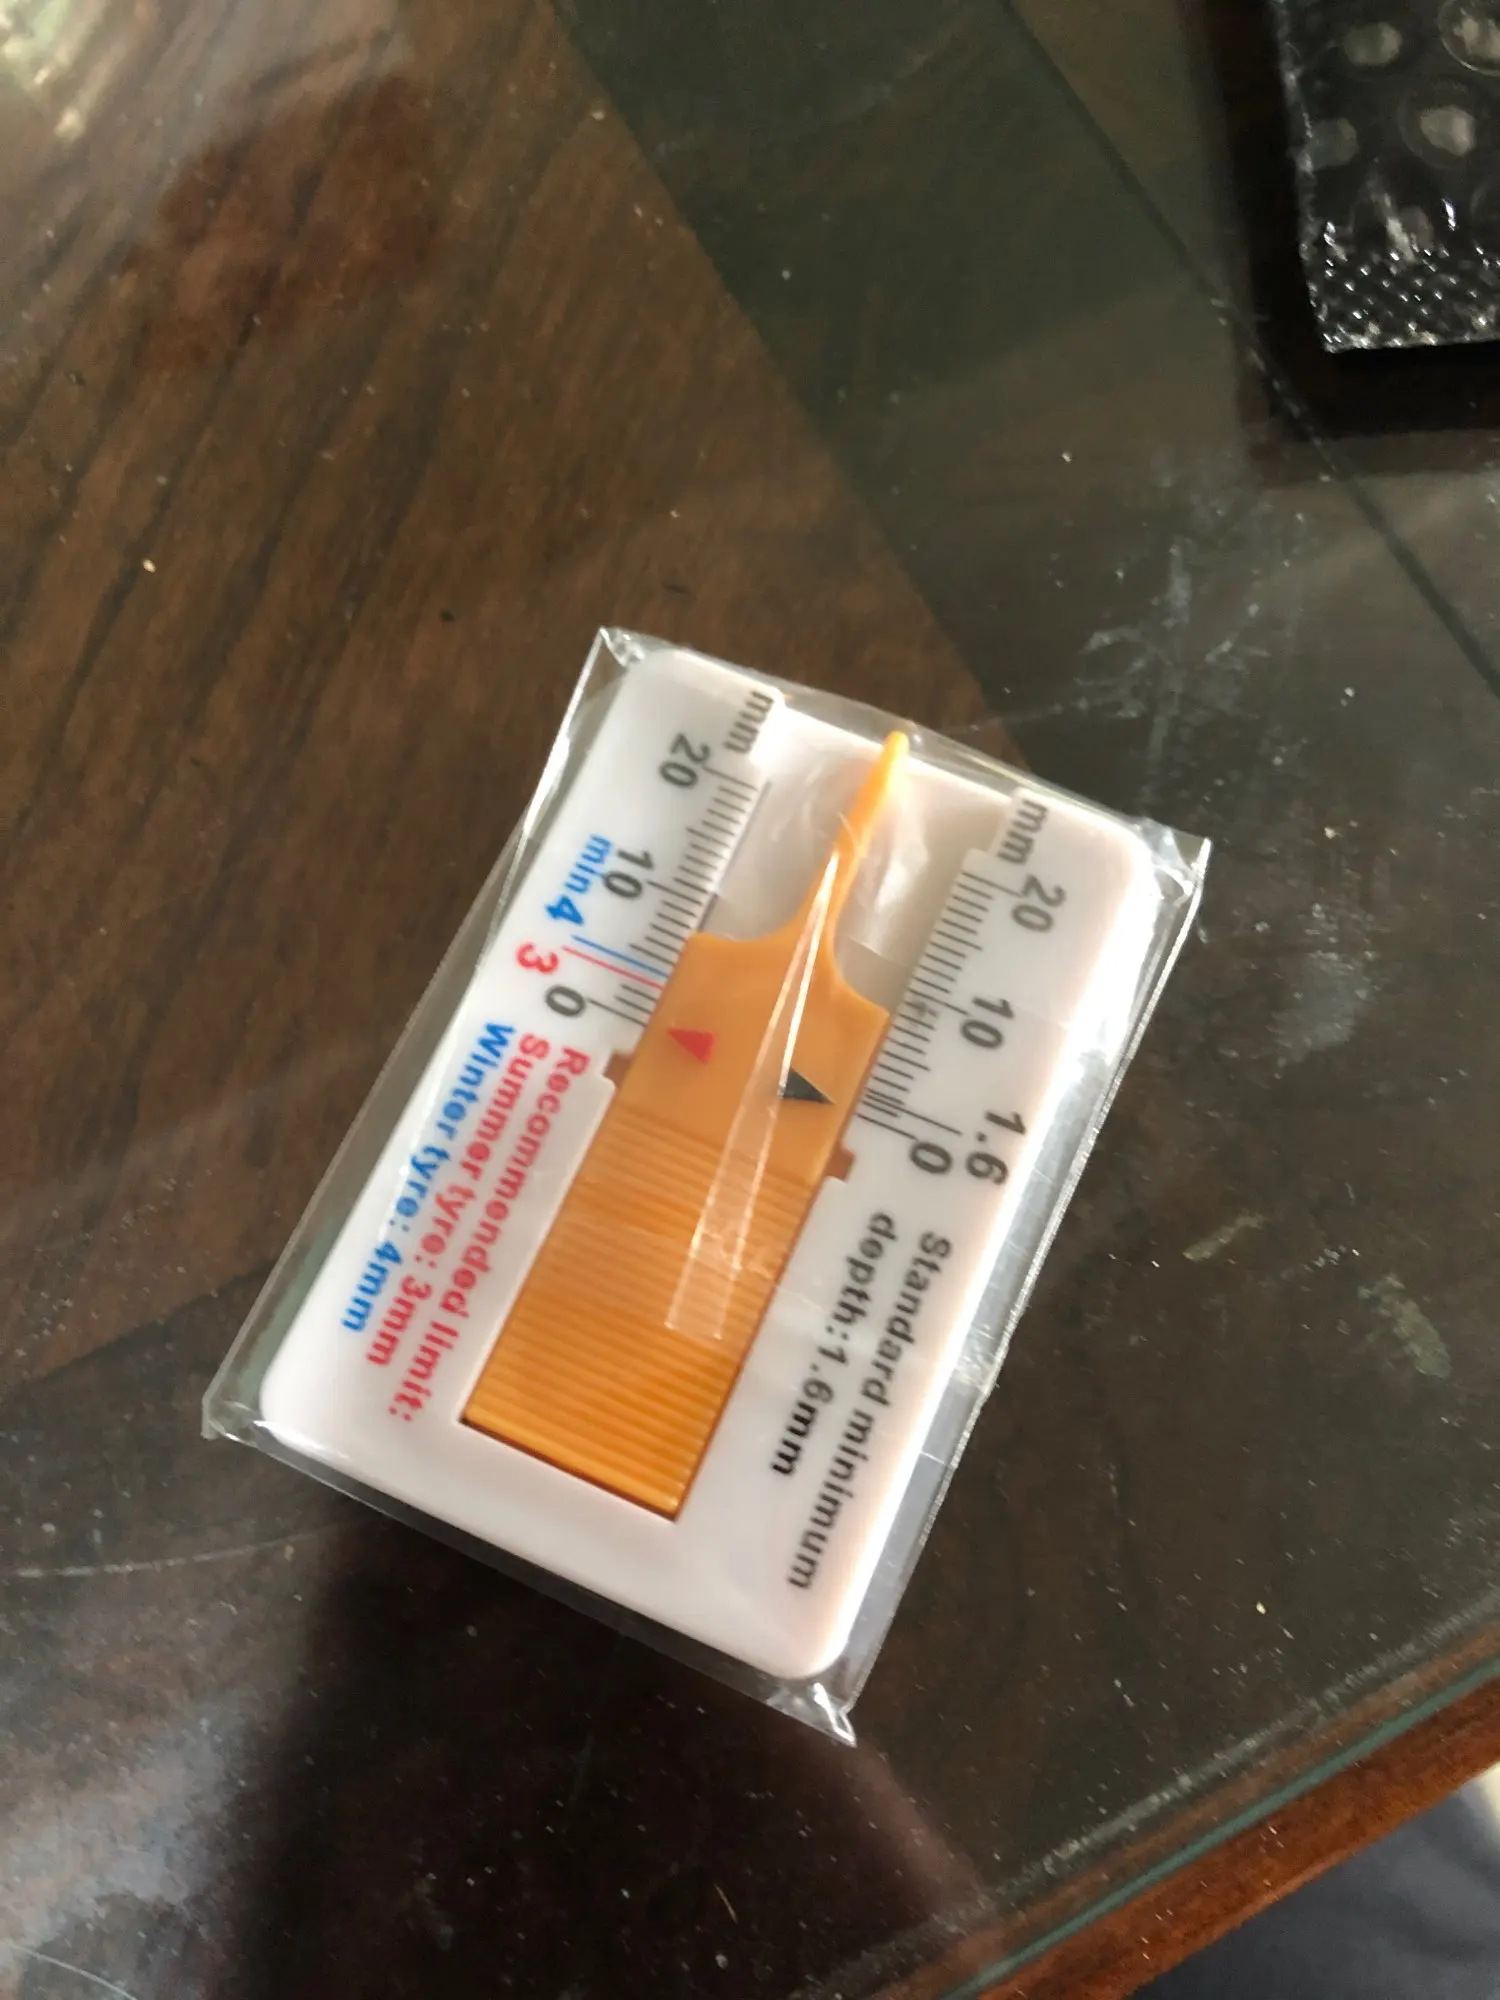 mm
20
10
min4
3
0
Recommended limit:
Summer tyre: 3mm
Winter tyre: 4mm
mm
20
10
1.6
0
Standard minimum
depth:1.6mm